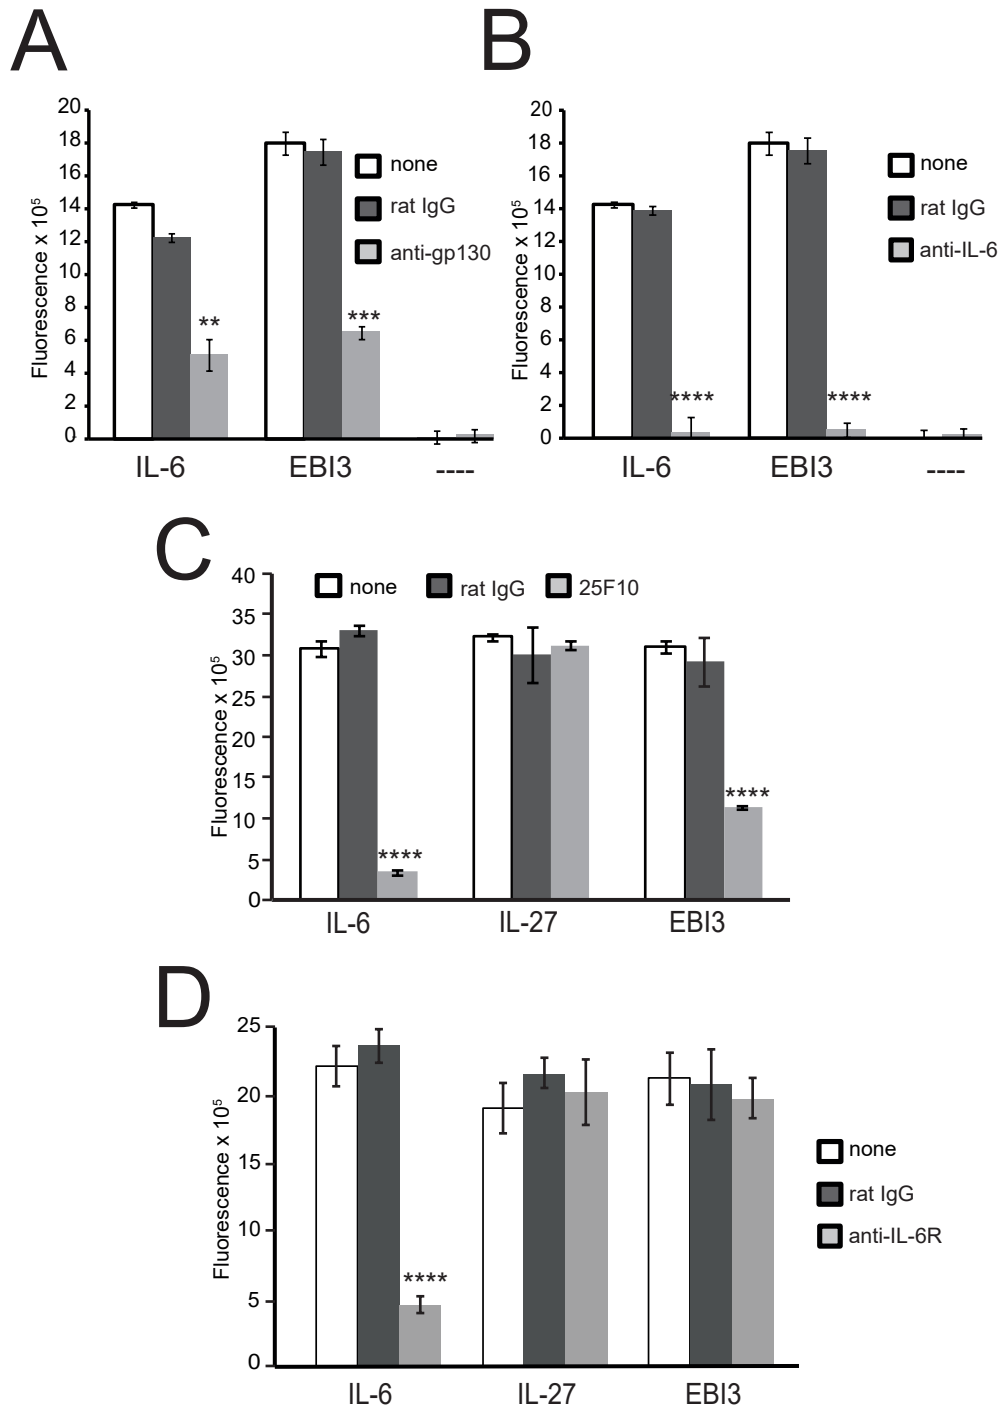 A
20
18
16
14
12
10
8
6
4
2
0
Fluorescence x 10⁵
none
rat IgG
anti-gp130
**
***
IL-6
EBI3
----
B
20
18
16
14
12
10
8
6
4
2
0
Fluorescence x 10⁵
none
rat IgG
anti-IL-6
****
****
IL-6
EBI3
----
C
40
35
30
25
20
15
10
5
0
Fluorescence x 10⁵
none
rat IgG
25F10
****
****
IL-6
IL-27
EBI3
D
25
20
15
10
5
0
Fluorescence x 10⁵
none
rat IgG
anti-IL-6R
****
IL-6
IL-27
EBI3